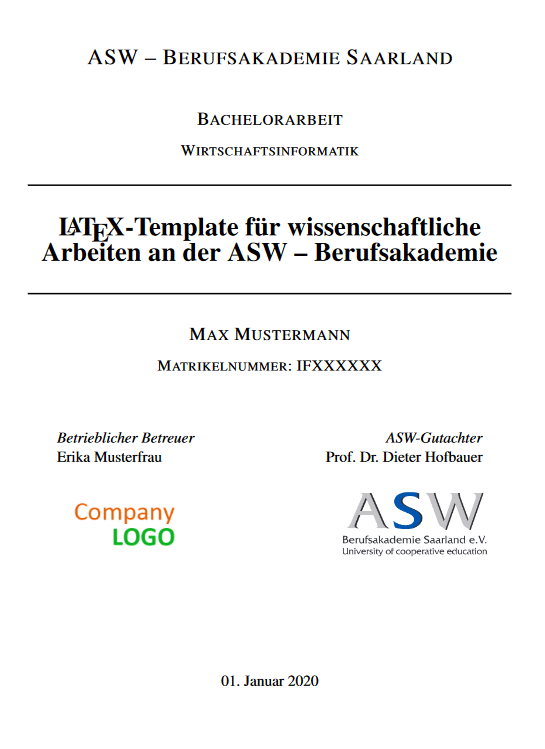 ASW – BERUFSAKADEMIE SAARLAND
BACHELORARBEIT
WIRTSCHAFTSINFORMATIK
LATEX-Template für wissenschaftliche
Arbeiten an der ASW – Berufsakademie
MAX MUSTERMANN
MATRIKELNUMMER: IFXXXXXX
Betrieblicher Betreuer
Erika Musterfrau
ASW-Gutachter
Prof. Dr. Dieter Hofbauer
Company
LOGO
ASW
Berufsakademie Saarland e.V.
University of cooperative education
01. Januar 2020